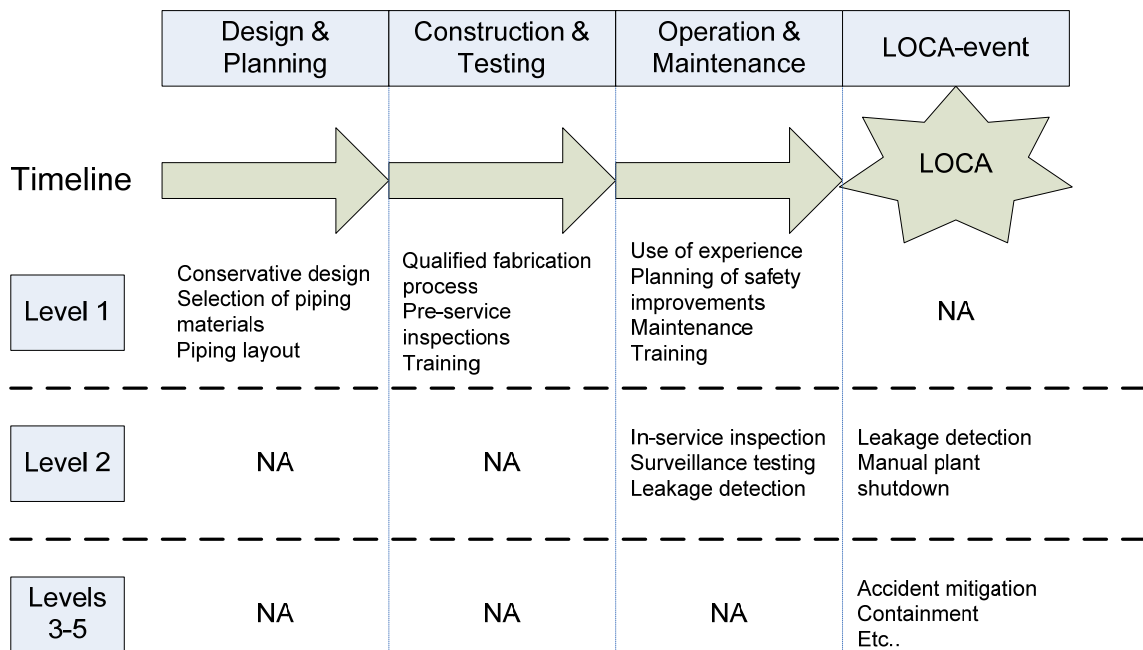 Design &
Planning
Construction &
Testing
Operation &
Maintenance
LOCA-event
Timeline
LOCA
Level 1
Conservative design
Selection of piping
materials
Piping layout
Qualified fabrication
process
Pre-service
inspections
Training
Use of experience
Planning of safety
improvements
Maintenance
Training
NA
Level 2
NA
NA
In-service inspection
Surveillance testing
Leakage detection
Leakage detection
Manual plant
shutdown
Levels
3-5
NA
NA
NA
Accident mitigation
Containment
Etc..